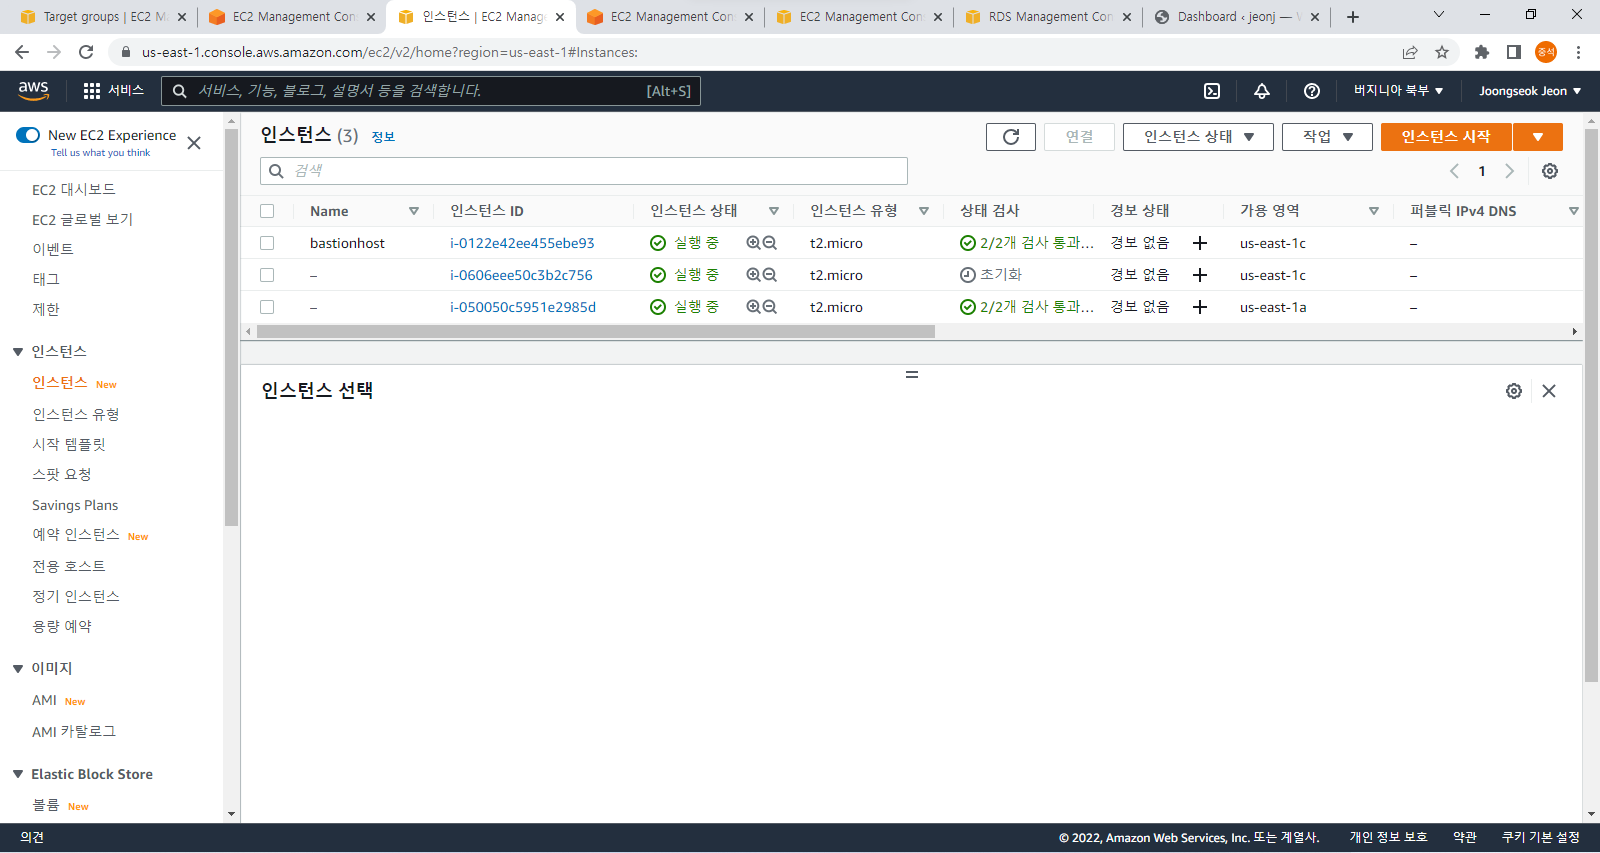 Target groups | EC2 M
EC2 Management Con
인스턴스 | EC2 Manage
EC2 Management Con
EC2 Management Con
RDS Management Con
Dashboard ‹ jeonj —
us-east-1.console.aws.amazon.com/ec2/v2/home?region=us-east-1#Instances:
증석
aws
서비스
서비스, 기능, 블로그, 설명서 등을 검색합니다.
[Alt+S]
버지니아 북부
Joongseok Jeon
New EC2 Experience
Tell us what you think
EC2 대시보드
EC2 글로벌 보기
이벤트
태그
제한
인스턴스
인스턴스 New
인스턴스 유형
시작 템플릿
스팟 요청
Savings Plans
예약 인스턴스 New
전용 호스트
정기 인스턴스
용량 예약
이미지
AMI New
AMI 카탈로그
Elastic Block Store
볼륨 New
인스턴스 (3) 정보
연결
인스턴스 상태
작업
인스턴스 시작
검색
1
Name 인스턴스 ID 인스턴스 상태 인스턴스 유형 상태 검사 경보 상태 가용 영역 퍼블릭 IPv4 DNS
bastionhost i-0122e42ee455ebe93 실행 중 t2.micro 2/2개 검사 통과... 경보 없음 + us-east-1c –
– i-0606eee50c3b2c756 실행 중 t2.micro 초기화 경보 없음 + us-east-1c –
– i-050050c5951e2985d 실행 중 t2.micro 2/2개 검사 통과... 경보 없음 + us-east-1a –
인스턴스 선택
의견
© 2022, Amazon Web Services, Inc. 또는 계열사.
개인 정보 보호
약관
쿠키 기본 설정